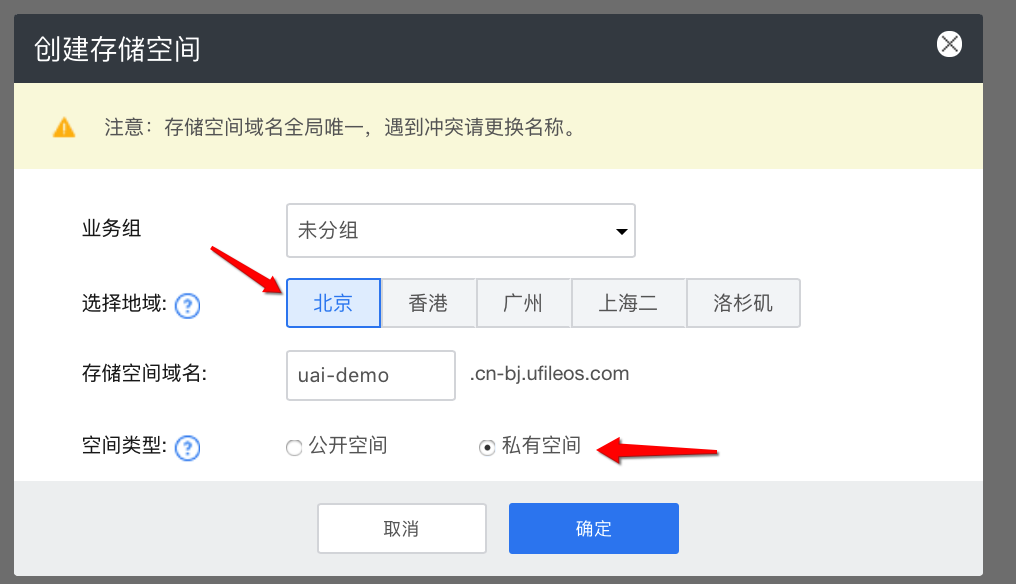 创建存储空间
注意：存储空间域名全局唯一，遇到冲突请更换名称。
业务组 未分组
选择地域: ? 北京 香港 广州 上海二 洛杉矶
存储空间域名: uai-demo .cn-bj.ufileos.com
空间类型: ? 公开空间 私有空间
取消 确定